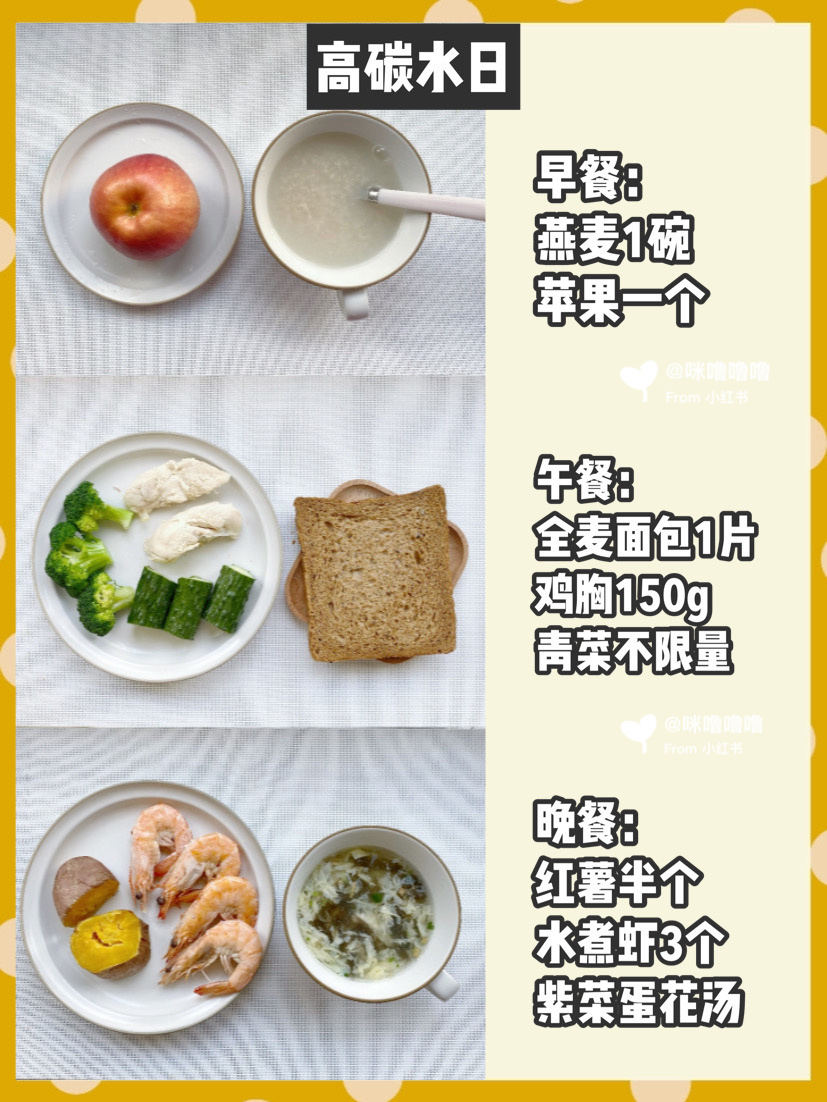 高碳水日
早餐：
燕麦1碗
苹果一个
@咪噜噜噜
From 小红书
午餐：
全麦面包1片
鸡胸150g
青菜不限量
@咪噜噜噜
From 小红书
晚餐：
红薯半个
水煮虾3个
紫菜蛋花汤